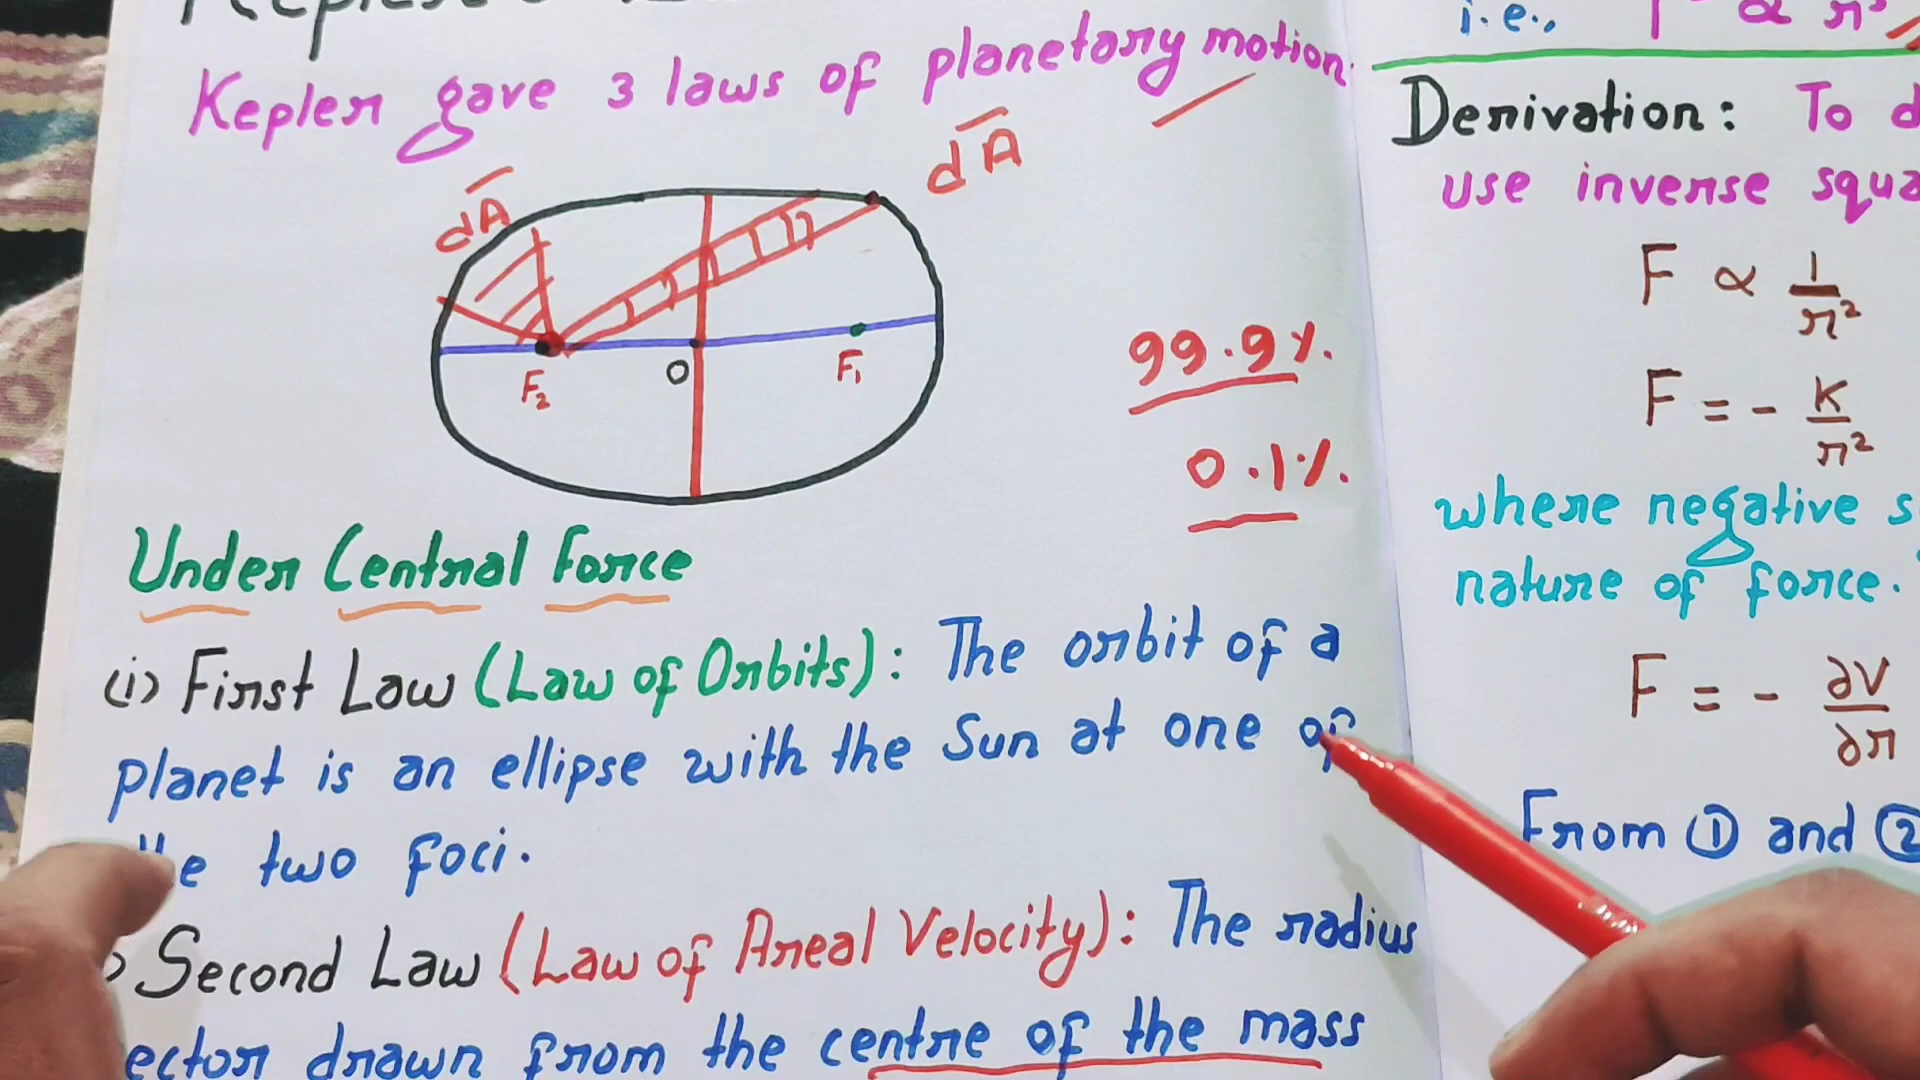 Kepler gave 3 laws of planetary motion.
dA
dA
F₂
O
F₁
99.9%.
0.1%.
Under Central Force
(i) First Law (Law of Orbits): The orbit of a
planet is an ellipse with the Sun at one of
the two foci.
Second Law (Law of Areal Velocity): The radius
drawn from the centre of the mass
i.e.,
Derivation: To
use inverse
F ∝ 1/r²
F = - K/r²
where negative
nature of force.
F = - ∂V/∂r
From ① and ②